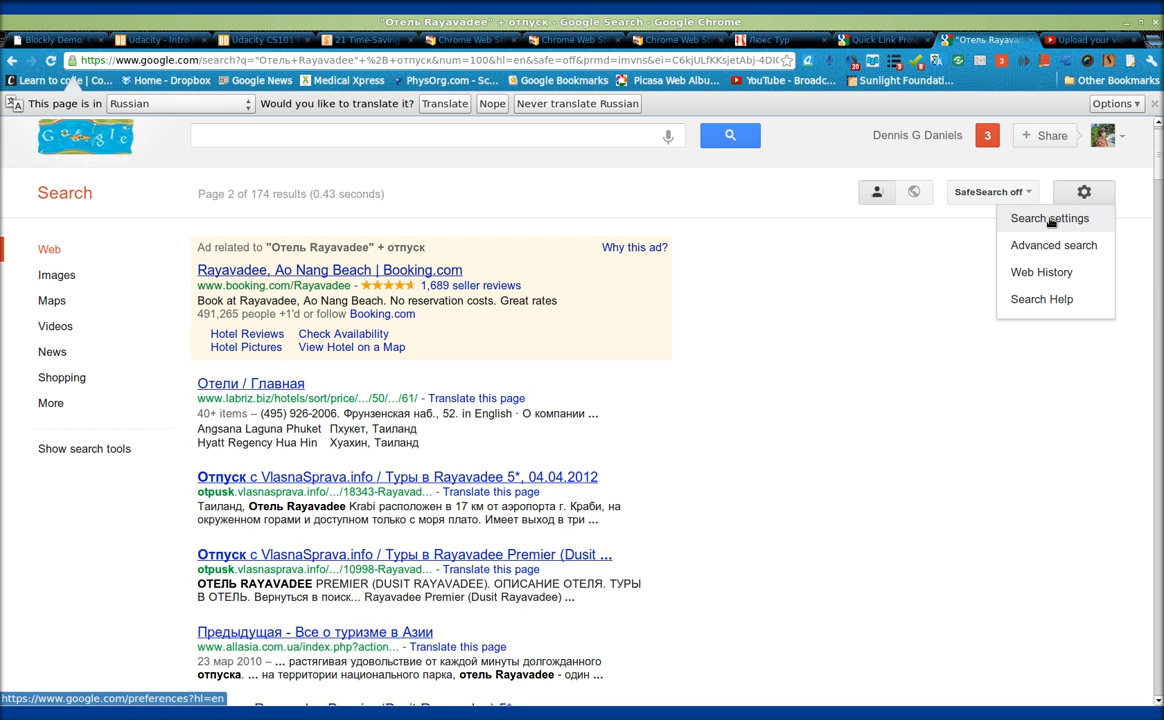 "Отель Rayavadee" + отпуск - Google Search - Google Chrome
Blockly Demo:
Udacity - Intro
Udacity CS101
21 Time-Saving
Chrome Web S
Chrome Web S
Chrome Web S
Люкс Тур
Quick Link Pros
"Отель Rayavad
Upload your v
https://www.google.com/search?q="Отель+Rayavadee"+%2B+отпуск&num=100&hl=en&safe=off&prmd=imvns&ei=C6kjULfKKsjetAbj-4DI
Learn to code | Co...
Home - Dropbox
Google News
Medical Xpress
PhysOrg.com - Sc...
Google Bookmarks
Picasa Web Albu...
YouTube - Broadc...
Sunlight Foundati...
Other Bookmarks
This page is in Russian Would you like to translate it? Translate Nope Never translate Russian Options
Google
Dennis G Daniels 3 + Share
Search
Page 2 of 174 results (0.43 seconds)
SafeSearch off
Search settings
Advanced search
Web History
Search Help
Web
Images
Maps
Videos
News
Shopping
More
Show search tools
Ad related to "Отель Rayavadee" + отпуск Why this ad?
Rayavadee, Ao Nang Beach | Booking.com
www.booking.com/Rayavadee - 1,689 seller reviews
Book at Rayavadee, Ao Nang Beach. No reservation costs. Great rates
491,265 people +1'd or follow Booking.com
Hotel Reviews Check Availability
Hotel Pictures View Hotel on a Map
Отели / Главная
www.labriz.biz/hotels/sort/price/.../50/.../61/ - Translate this page
40+ items – (495) 926-2006. Фрунзенская наб., 52. in English · О компании ...
Angsana Laguna Phuket Пхукет, Таиланд
Hyatt Regency Hua Hin Хуахин, Таиланд
Отпуск с VlasnaSprava.info / Туры в Rayavadee 5*, 04.04.2012
otpusk.vlasnasprava.info/.../18343-Rayavad... - Translate this page
Таиланд, Отель Rayavadee Krabi расположен в 17 км от аэропорта г. Краби, на
окруженном горами и доступном только с моря плато. Имеет выход в три ...
Отпуск с VlasnaSprava.info / Туры в Rayavadee Premier (Dusit ...
otpusk.vlasnasprava.info/.../10998-Rayavad... - Translate this page
ОТЕЛЬ RAYAVADEE PREMIER (DUSIT RAYAVADEE). ОПИСАНИЕ ОТЕЛЯ. ТУРЫ
В ОТЕЛЬ. Вернуться в поиск... Rayavadee Premier (Dusit Rayavadee) ...
Предыдущая - Все о туризме в Азии
www.allasia.com.ua/index.php?action... - Translate this page
23 мар 2010 – ... растягивая удовольствие от каждой минуты долгожданного
отпуска. ... на территории национального парка, отель Rayavadee - один ...
https://www.google.com/preferences?hl=en